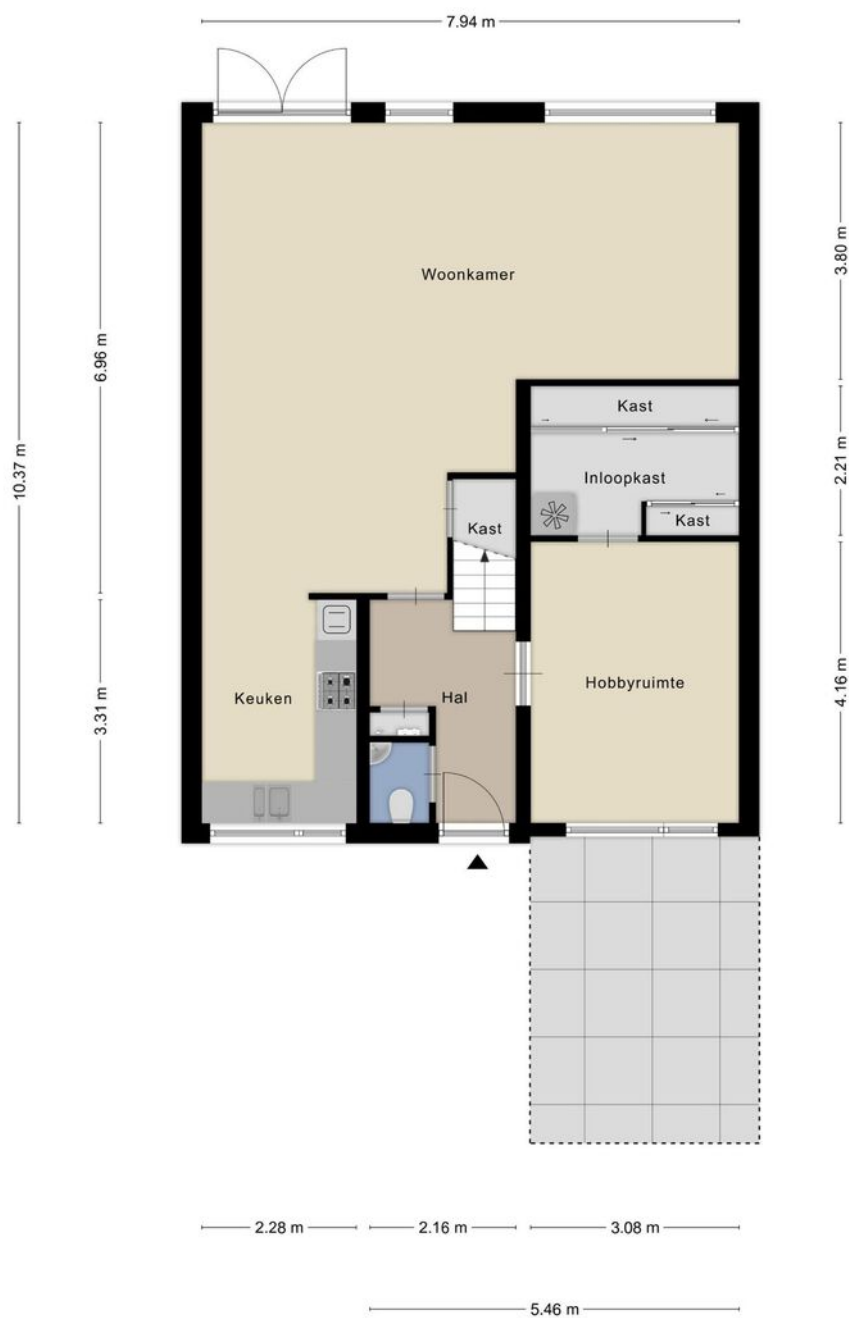 7.94 m
Woonkamer
3.80 m
6.96 m
10.37 m
Kast
2.21 m
Inloopkast
Kast
Kast
Hobbyruimte
4.16 m
Keuken
Hal
3.31 m
2.28 m
2.16 m
3.08 m
5.46 m